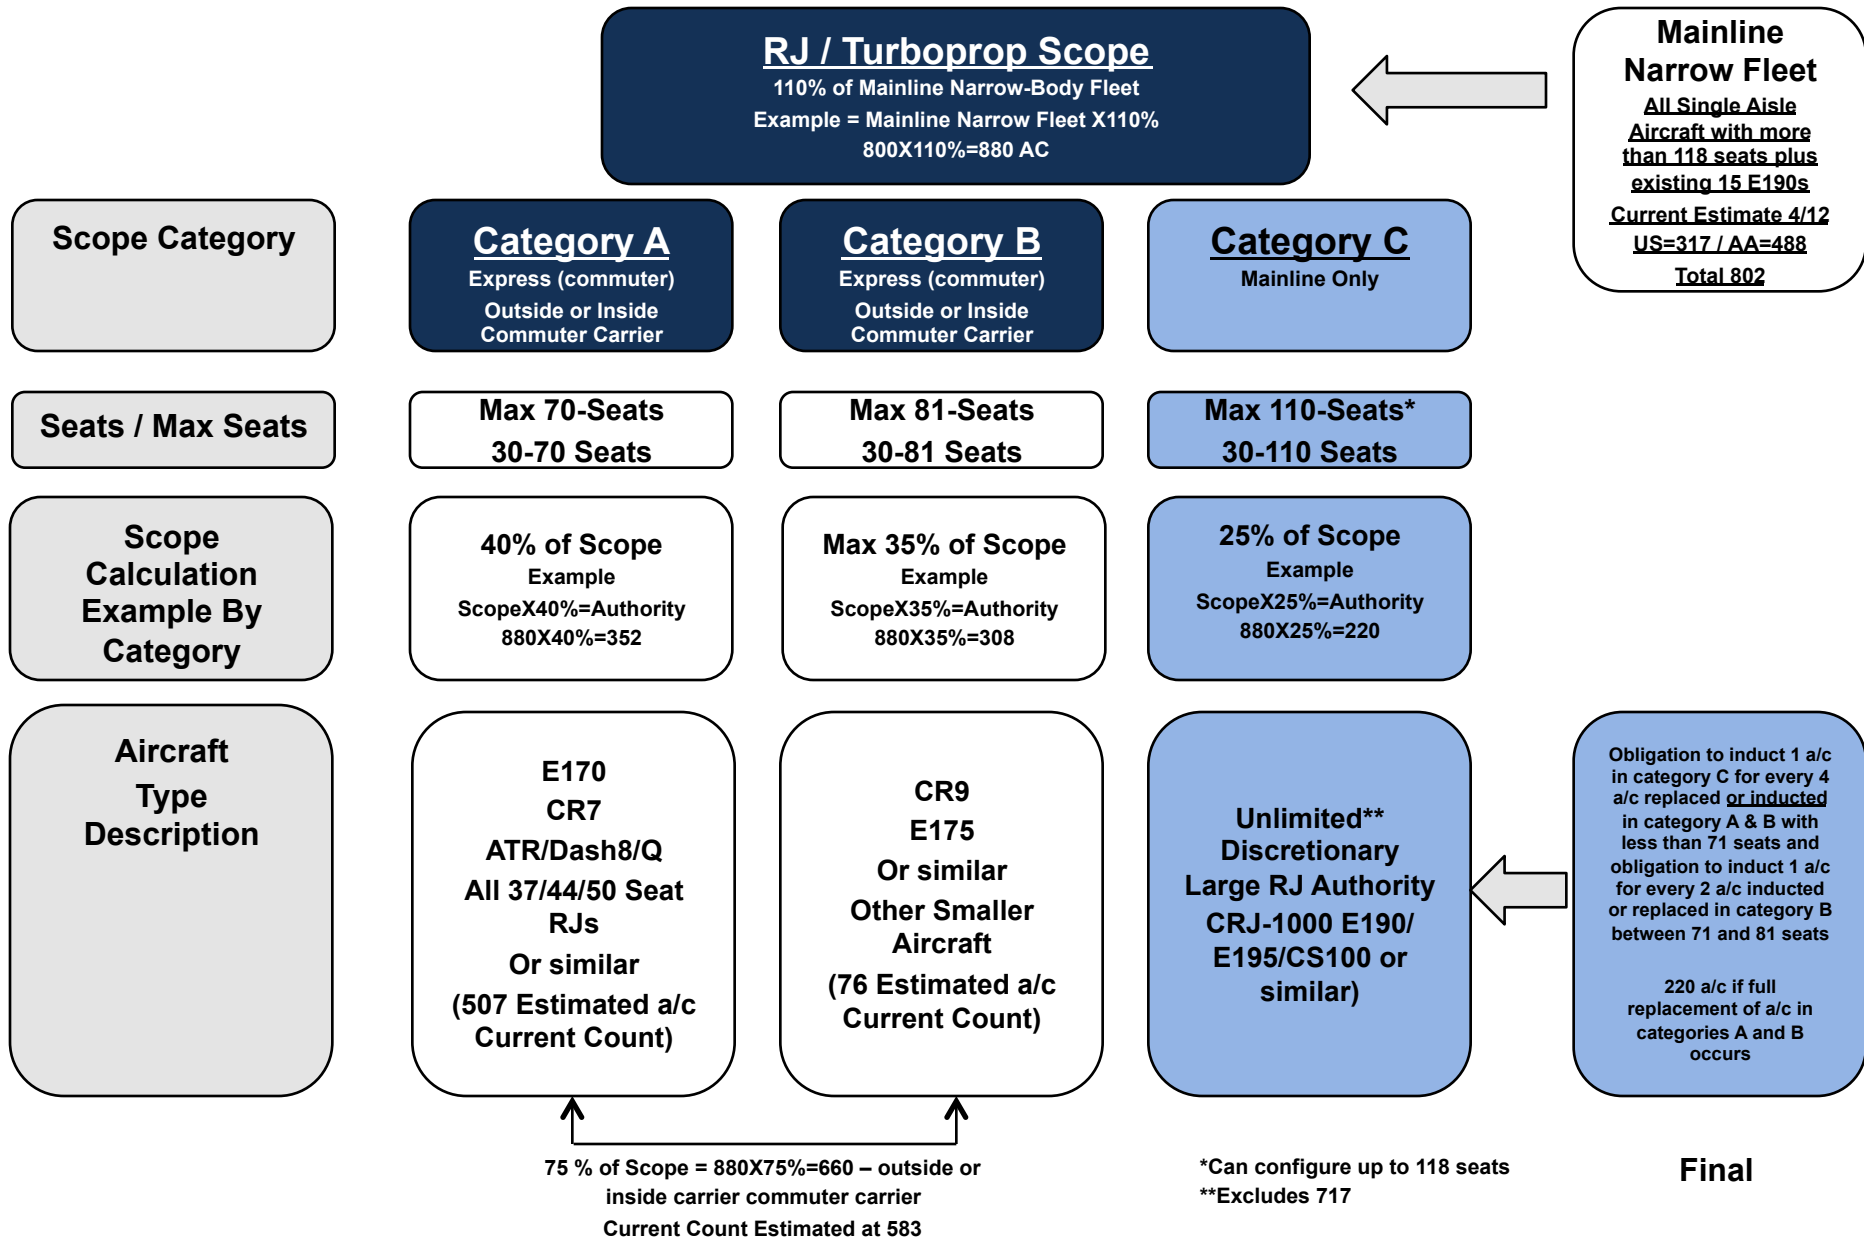 RJ / Turboprop Scope
110% of Mainline Narrow-Body Fleet
Example = Mainline Narrow Fleet X110%
800X110%=880 AC
Mainline
Narrow Fleet
All Single Aisle
Aircraft with more
than 118 seats plus
existing 15 E190s
Current Estimate 4/12
US=317 / AA=488
Total 802
Scope Category
Category A
Express (commuter)
Outside or Inside
Commuter Carrier
Category B
Express (commuter)
Outside or Inside
Commuter Carrier
Category C
Mainline Only
Seats / Max Seats
Max 70-Seats
30-70 Seats
Max 81-Seats
30-81 Seats
Max 110-Seats*
30-110 Seats
Scope
Calculation
Example By
Category
40% of Scope
Example
ScopeX40%=Authority
880X40%=352
Max 35% of Scope
Example
ScopeX35%=Authority
880X35%=308
25% of Scope
Example
ScopeX25%=Authority
880X25%=220
Aircraft
Type
Description
E170
CR7
ATR/Dash8/Q
All 37/44/50 Seat
RJs
Or similar
(507 Estimated a/c
Current Count)
CR9
E175
Or similar
Other Smaller
Aircraft
(76 Estimated a/c
Current Count)
Unlimited**
Discretionary
Large RJ Authority
CRJ-1000 E190/
E195/CS100 or
similar)
Obligation to induct 1 a/c
in category C for every 4
a/c replaced or inducted
in category A & B with
less than 71 seats and
obligation to induct 1 a/c
for every 2 a/c inducted
or replaced in category B
between 71 and 81 seats
220 a/c if full
replacement of a/c in
categories A and B
occurs
75 % of Scope = 880X75%=660 – outside or
inside carrier commuter carrier
Current Count Estimated at 583
*Can configure up to 118 seats
**Excludes 717
Final